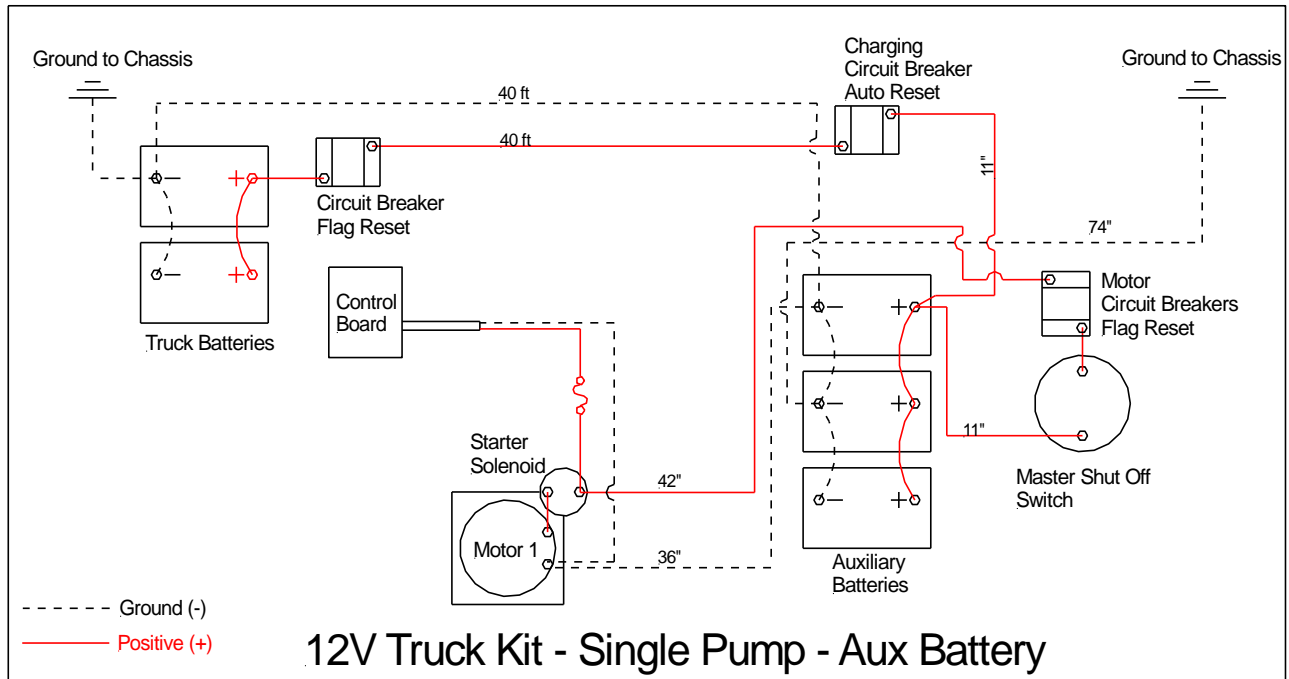 Ground to Chassis
Charging
Circuit Breaker
Auto Reset
Ground to Chassis
40 ft
40 ft
11"
Circuit Breaker
Flag Reset
74"
Motor
Circuit Breakers
Flag Reset
Control
Board
Truck Batteries
Starter
Solenoid
42"
11"
Master Shut Off
Switch
Motor 1
36"
Auxiliary
Batteries
Ground (-)
Positive (+)
12V Truck Kit - Single Pump - Aux Battery